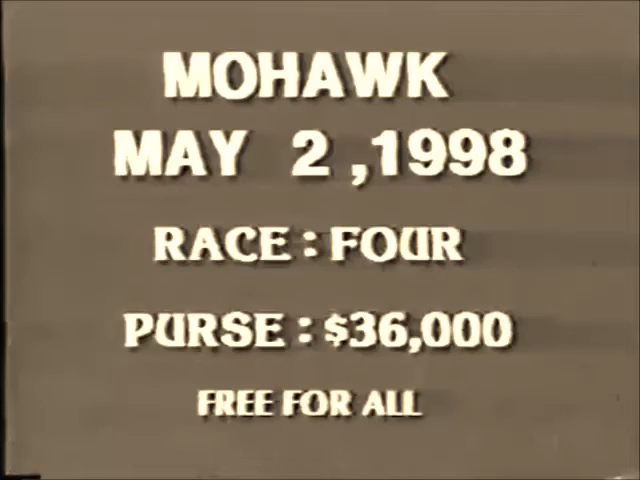 MOHAWK
MAY 2 ,1998
RACE : FOUR
PURSE : $36,000
FREE FOR ALL